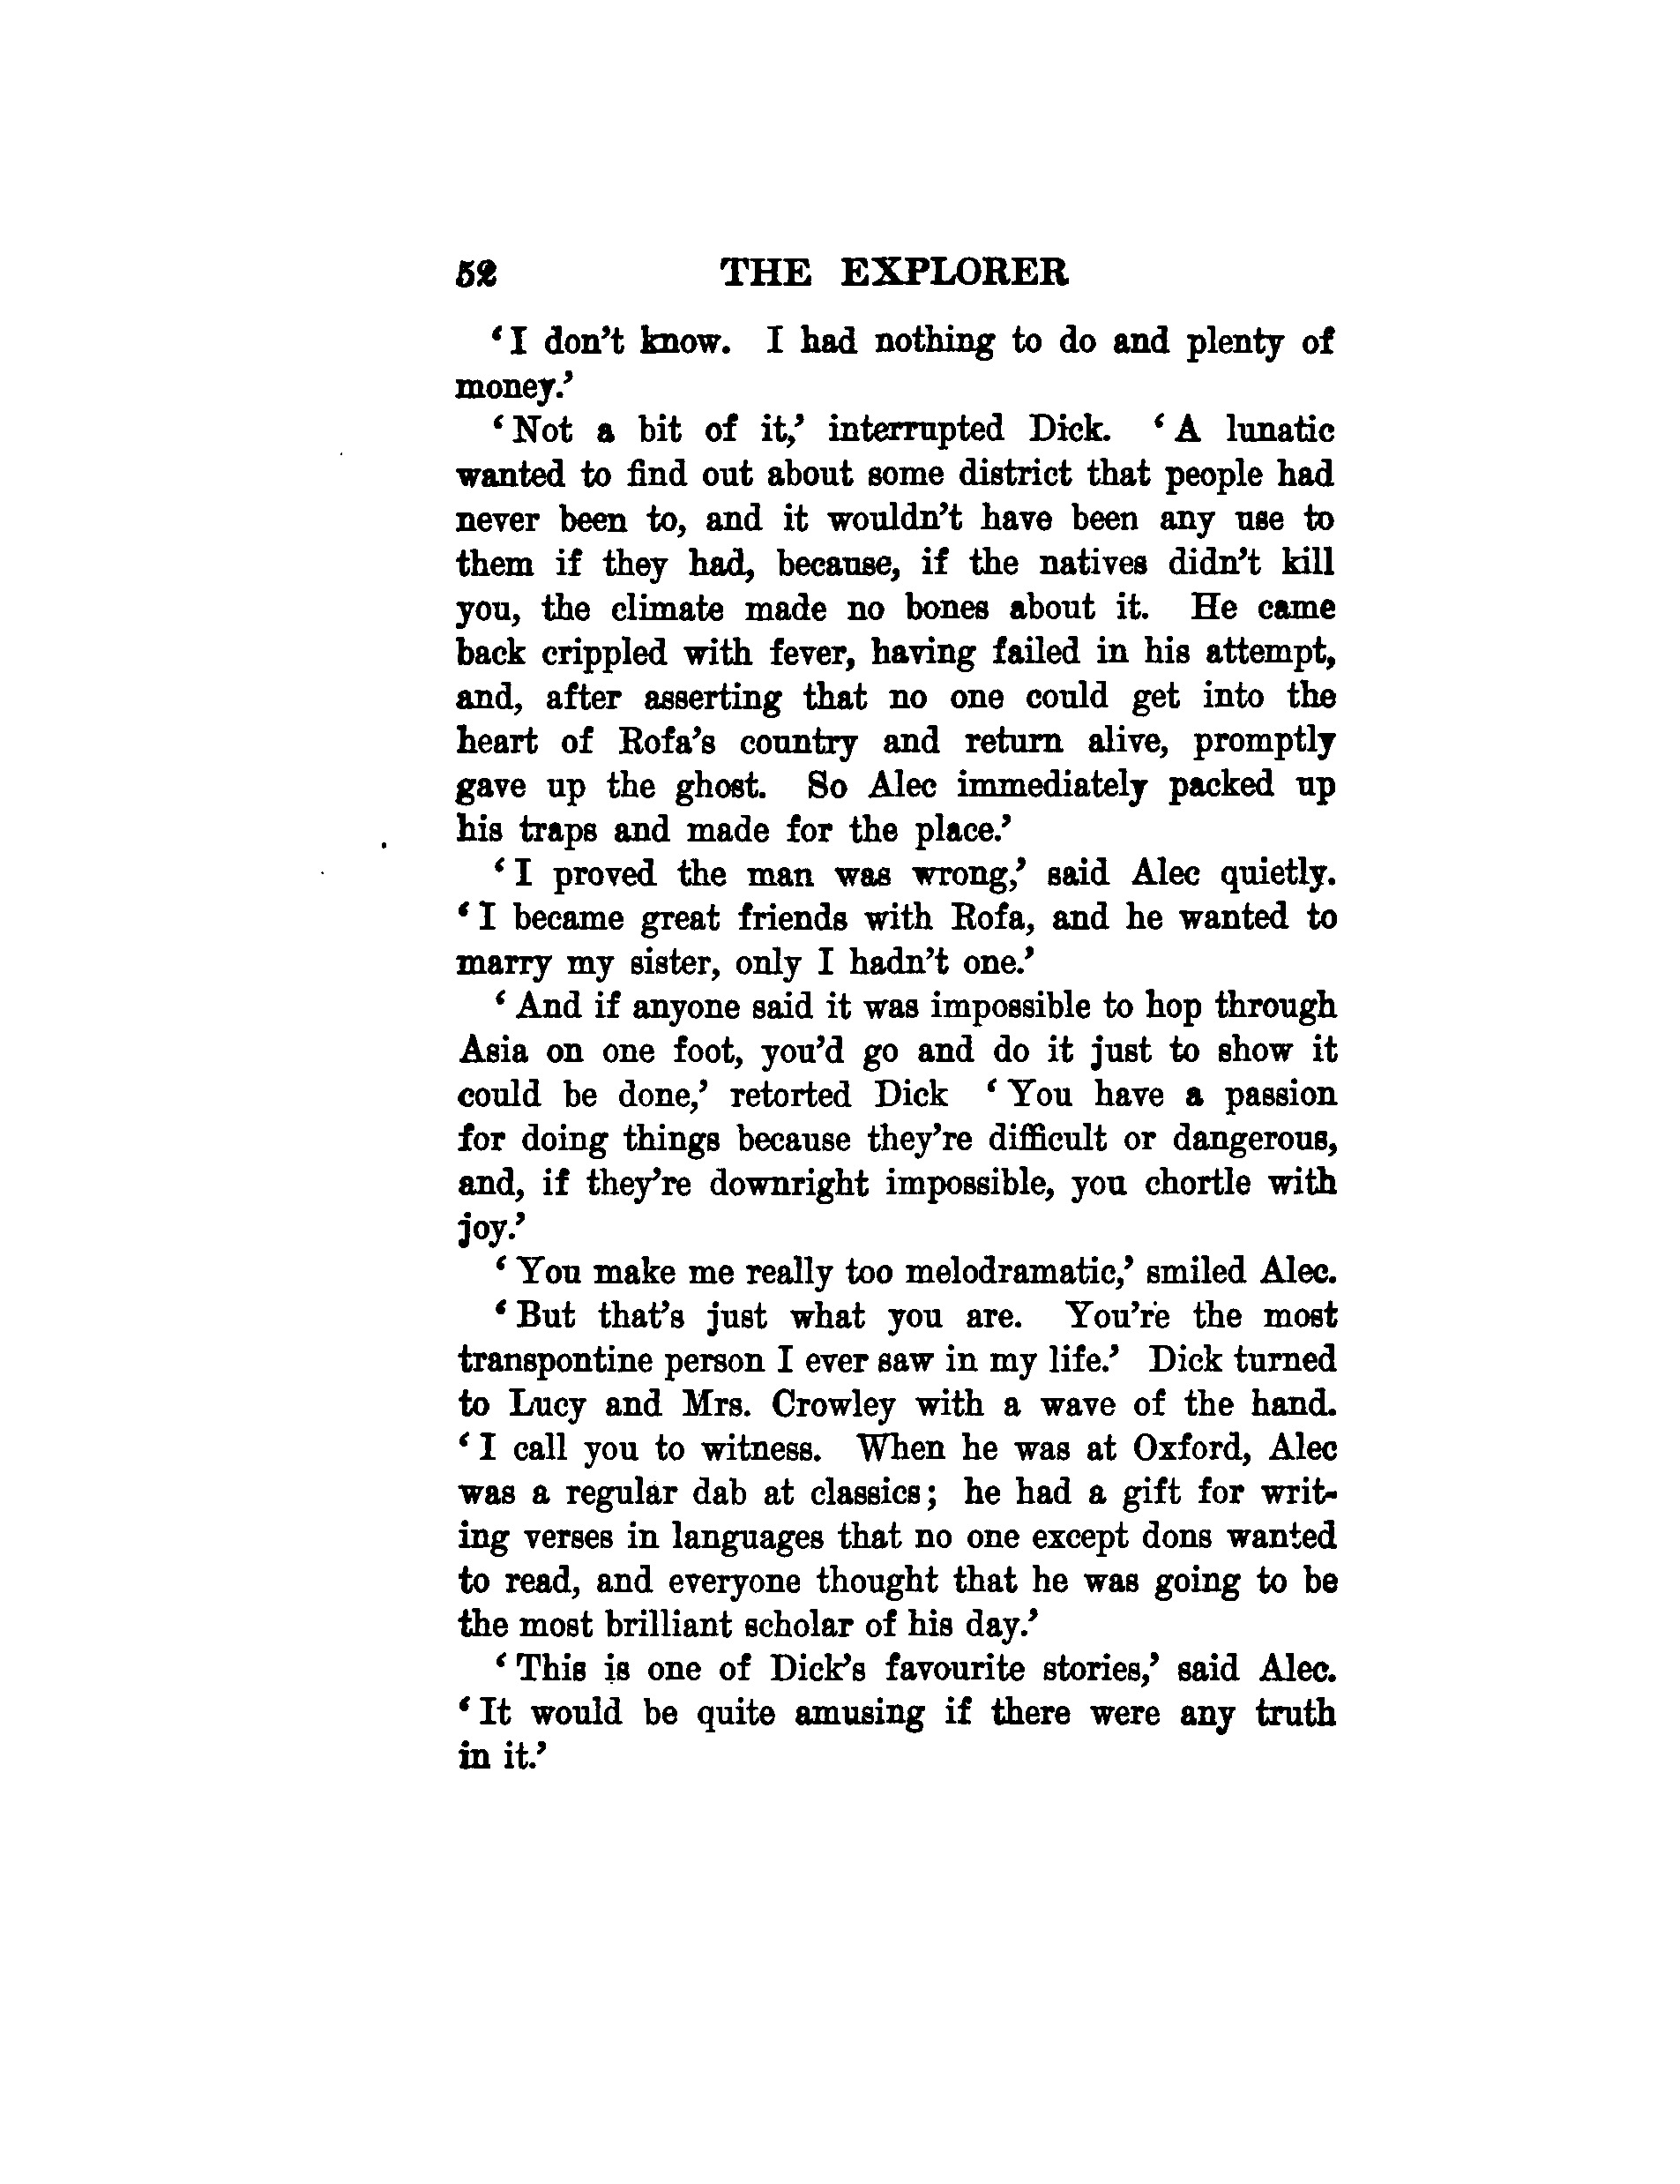 52 THE EXPLORER
‘I don’t know. I had nothing to do and plenty of
money.’
‘Not a bit of it,’ interrupted Dick. ‘A lunatic
wanted to find out about some district that people had
never been to, and it wouldn’t have been any use to
them if they had, because, if the natives didn’t kill
you, the climate made no bones about it. He came
back crippled with fever, having failed in his attempt,
and, after asserting that no one could get into the
heart of Rofa’s country and return alive, promptly
gave up the ghost. So Alec immediately packed up
his traps and made for the place.’
‘I proved the man was wrong,’ said Alec quietly.
‘I became great friends with Rofa, and he wanted to
marry my sister, only I hadn’t one.’
‘And if anyone said it was impossible to hop through
Asia on one foot, you’d go and do it just to show it
could be done,’ retorted Dick ‘You have a passion
for doing things because they’re difficult or dangerous,
and, if they’re downright impossible, you chortle with
joy.’
‘You make me really too melodramatic,’ smiled Alec.
‘But that’s just what you are. You’re the most
transpontine person I ever saw in my life.’ Dick turned
to Lucy and Mrs. Crowley with a wave of the hand.
‘I call you to witness. When he was at Oxford, Alec
was a regular dab at classics; he had a gift for writ-
ing verses in languages that no one except dons wanted
to read, and everyone thought that he was going to be
the most brilliant scholar of his day.’
‘This is one of Dick’s favourite stories,’ said Alec.
‘It would be quite amusing if there were any truth
in it.’